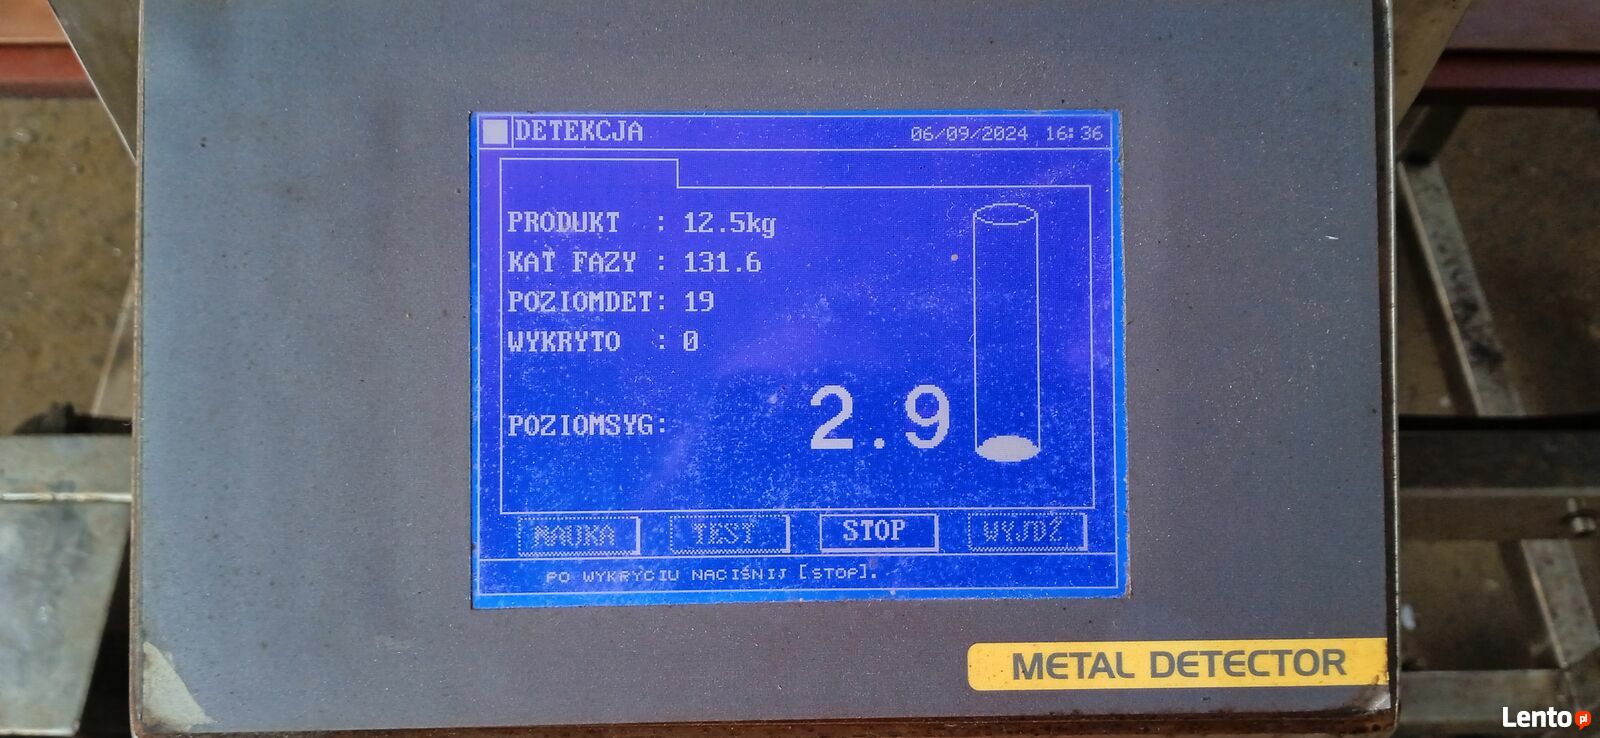 DETEKCJA 06/09/2024 16:36
PRODUKT : 12.5kg
KĄT FAZY : 131.6
POZIOMDET: 19
WYKRYTO : 0
POZIOMSYG: 2.9
NAUKA TEST STOP WYJDŹ
PO WYKRYCIU NACIŚNIJ [STOP].
METAL DETECTOR
Lento.pl